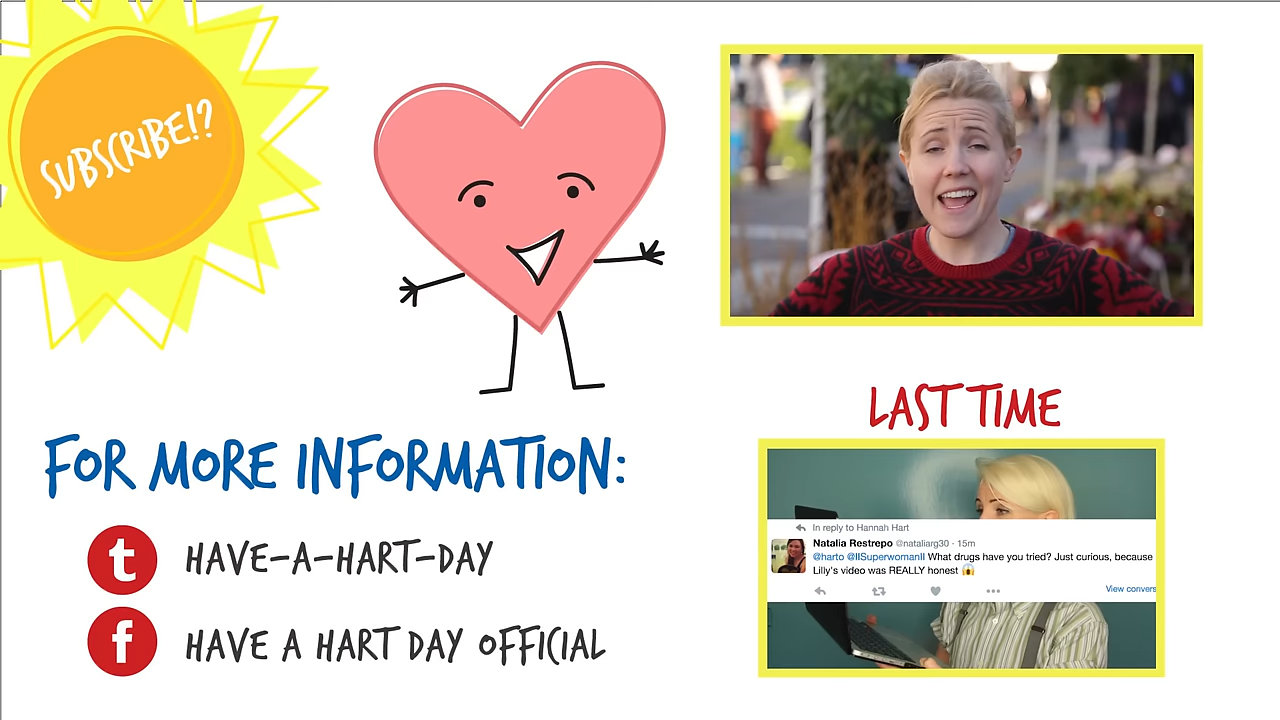 SUBSCRIBE!?
FOR MORE INFORMATION:
t HAVE-A-HART-DAY
f HAVE A HART DAY OFFICIAL
LAST TIME
In reply to Hannah Hart
Natalia Restrepo @nataliarg30 · 15m
@harto @IISuperwomanII What drugs have you tried? Just curious, because
Lilly's video was REALLY honest 😱
View convers